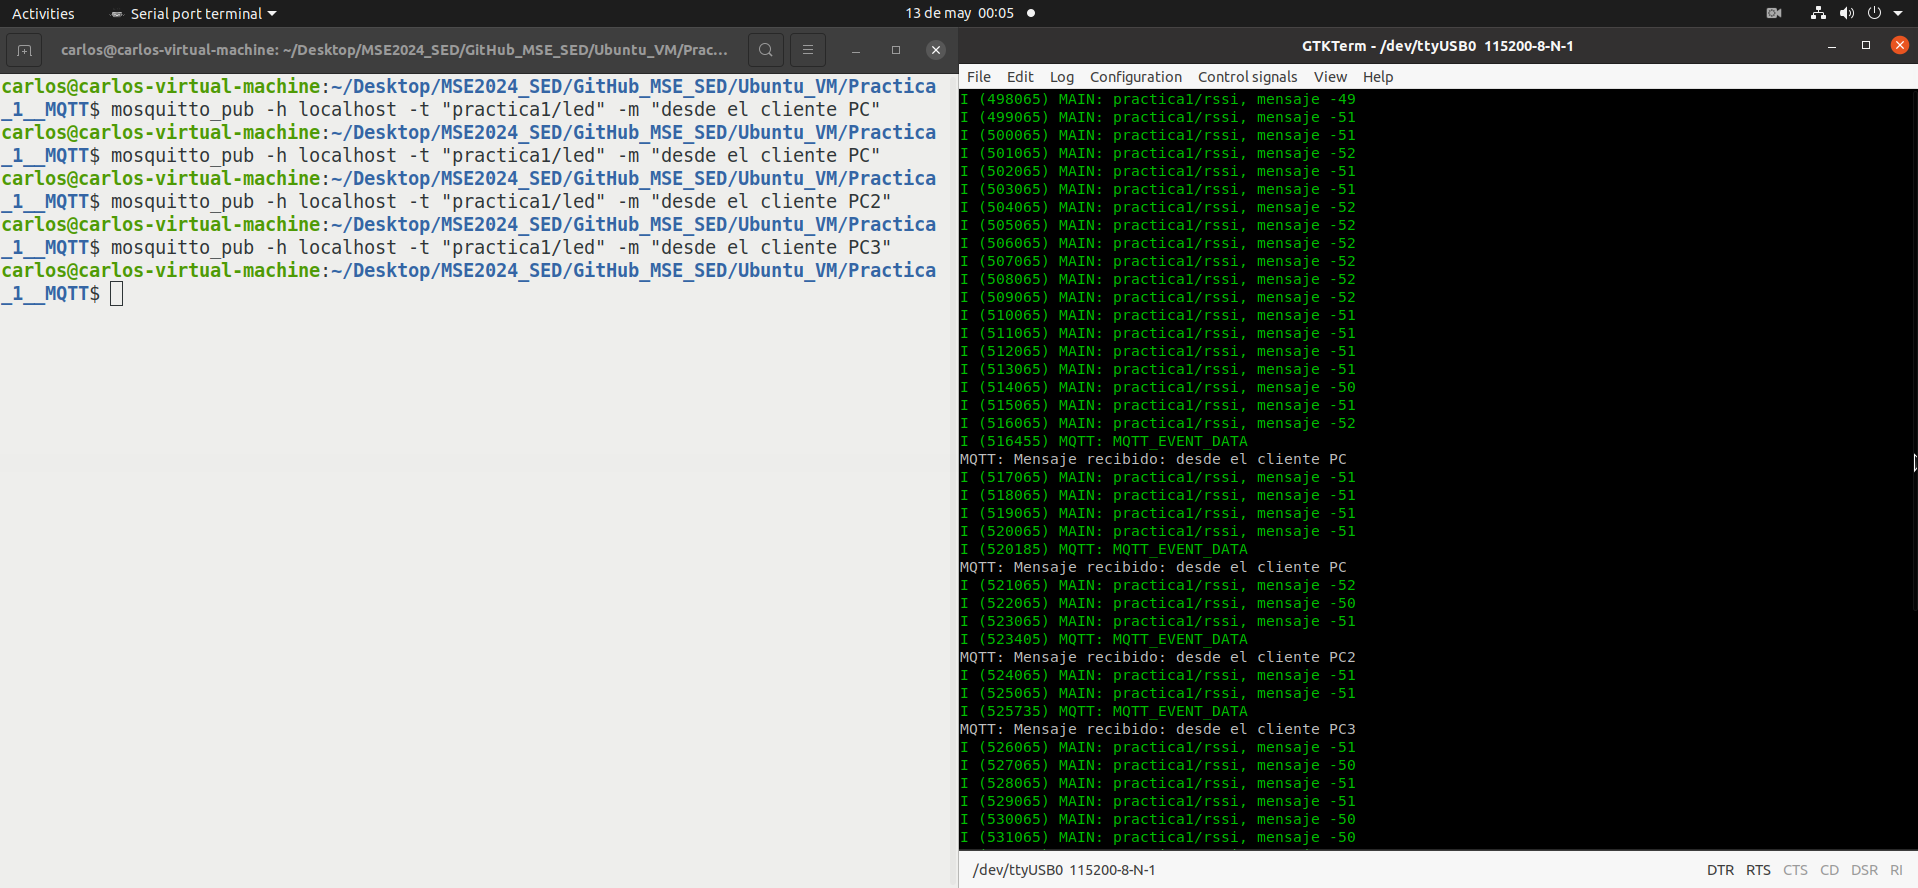 Activities
Serial port terminal
13 de may 00:05
carlos@carlos-virtual-machine: ~/Desktop/MSE2024_SED/GitHub_MSE_SED/Ubuntu_VM/Prac...
carlos@carlos-virtual-machine:~/Desktop/MSE2024_SED/GitHub_MSE_SED/Ubuntu_VM/Practica
_1__MQTT$ mosquitto_pub -h localhost -t "practica1/led" -m "desde el cliente PC"
carlos@carlos-virtual-machine:~/Desktop/MSE2024_SED/GitHub_MSE_SED/Ubuntu_VM/Practica
_1__MQTT$ mosquitto_pub -h localhost -t "practica1/led" -m "desde el cliente PC"
carlos@carlos-virtual-machine:~/Desktop/MSE2024_SED/GitHub_MSE_SED/Ubuntu_VM/Practica
_1__MQTT$ mosquitto_pub -h localhost -t "practica1/led" -m "desde el cliente PC2"
carlos@carlos-virtual-machine:~/Desktop/MSE2024_SED/GitHub_MSE_SED/Ubuntu_VM/Practica
_1__MQTT$ mosquitto_pub -h localhost -t "practica1/led" -m "desde el cliente PC3"
carlos@carlos-virtual-machine:~/Desktop/MSE2024_SED/GitHub_MSE_SED/Ubuntu_VM/Practica
_1__MQTT$
GTKTerm - /dev/ttyUSB0 115200-8-N-1
File Edit Log Configuration Control signals View Help
I (498065) MAIN: practica1/rssi, mensaje -49
I (499065) MAIN: practica1/rssi, mensaje -51
I (500065) MAIN: practica1/rssi, mensaje -51
I (501065) MAIN: practica1/rssi, mensaje -52
I (502065) MAIN: practica1/rssi, mensaje -51
I (503065) MAIN: practica1/rssi, mensaje -51
I (504065) MAIN: practica1/rssi, mensaje -52
I (505065) MAIN: practica1/rssi, mensaje -52
I (506065) MAIN: practica1/rssi, mensaje -52
I (507065) MAIN: practica1/rssi, mensaje -52
I (508065) MAIN: practica1/rssi, mensaje -52
I (509065) MAIN: practica1/rssi, mensaje -52
I (510065) MAIN: practica1/rssi, mensaje -51
I (511065) MAIN: practica1/rssi, mensaje -51
I (512065) MAIN: practica1/rssi, mensaje -51
I (513065) MAIN: practica1/rssi, mensaje -51
I (514065) MAIN: practica1/rssi, mensaje -50
I (515065) MAIN: practica1/rssi, mensaje -51
I (516065) MAIN: practica1/rssi, mensaje -52
I (516455) MQTT: MQTT_EVENT_DATA
MQTT: Mensaje recibido: desde el cliente PC
I (517065) MAIN: practica1/rssi, mensaje -51
I (518065) MAIN: practica1/rssi, mensaje -51
I (519065) MAIN: practica1/rssi, mensaje -51
I (520065) MAIN: practica1/rssi, mensaje -51
I (520185) MQTT: MQTT_EVENT_DATA
MQTT: Mensaje recibido: desde el cliente PC
I (521065) MAIN: practica1/rssi, mensaje -52
I (522065) MAIN: practica1/rssi, mensaje -50
I (523065) MAIN: practica1/rssi, mensaje -51
I (523405) MQTT: MQTT_EVENT_DATA
MQTT: Mensaje recibido: desde el cliente PC2
I (524065) MAIN: practica1/rssi, mensaje -51
I (525065) MAIN: practica1/rssi, mensaje -51
I (525735) MQTT: MQTT_EVENT_DATA
MQTT: Mensaje recibido: desde el cliente PC3
I (526065) MAIN: practica1/rssi, mensaje -51
I (527065) MAIN: practica1/rssi, mensaje -50
I (528065) MAIN: practica1/rssi, mensaje -51
I (529065) MAIN: practica1/rssi, mensaje -51
I (530065) MAIN: practica1/rssi, mensaje -50
I (531065) MAIN: practica1/rssi, mensaje -50
/dev/ttyUSB0 115200-8-N-1
DTR RTS CTS CD DSR RI